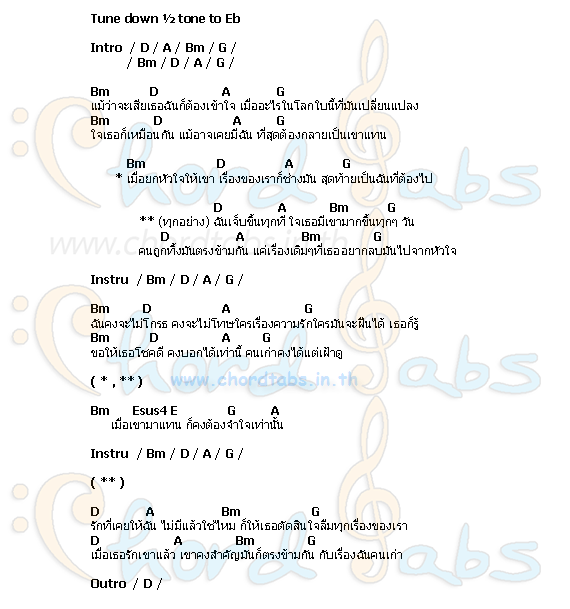 Tune down ½ tone to Eb
Intro / D / A / Bm / G /
/ Bm / D / A / G /
Bm D A G
แม้ว่าจะเสียเธอฉันก็ต้องเข้าใจ เมื่ออะไรในโลกใบนี้ที่มันเปลี่ยนแปลง
Bm D A G
ใจเธอก็เหมือนกัน แม้อาจเคยมีฉัน ที่สุดต้องกลายเป็นเขาแทน
Bm D A G
* เมื่อยกหัวใจให้เขา เรื่องของเราก็ช่างมัน สุดท้ายเป็นฉันที่ต้องไป
D A Bm G
** (ทุกอย่าง) ฉันเจ็บขึ้นทุกที ใจเธอมีเขามากขึ้นทุกๆ วัน
D A Bm G
คนถูกทิ้งมันตรงข้ามกัน แค่เรื่องเดิมๆที่เธออยากลบมันไปจากหัวใจ
www.chordtabs.in.th
Instru / Bm / D / A / G /
Bm D A G
ฉันคงจะไม่โกรธ คงจะไม่โทษใครเรื่องความรักใครมันจะฝืนได้ เธอก็รู้
Bm D A G
ขอให้เธอโชคดี คงบอกได้เท่านี้ คนเก่าคงได้แต่เฝ้าดู
( * , ** )
www.chordtabs.in.th
Bm Esus4 E G A
เมื่อเขามาแทน ก็คงต้องจำใจเท่านั้น
Instru / Bm / D / A / G /
( ** )
D A Bm G
รักที่เคยให้ฉัน ไม่มีแล้วใช่ไหม ก็ให้เธอตัดสินใจลืมทุกเรื่องของเรา
D A Bm G
เมื่อเธอรักเขาแล้ว เขาคงสำคัญมันก็ตรงข้ามกัน กับเรื่องฉันคนเก่า
Outro / D /